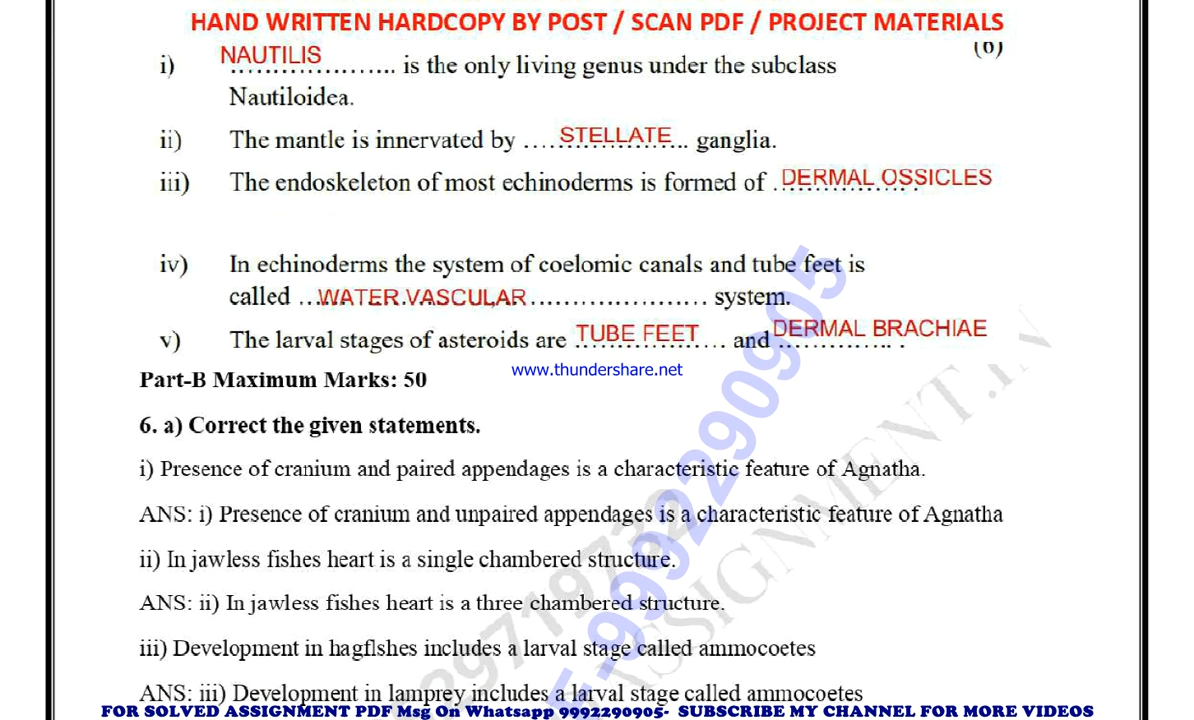 HAND WRITTEN HARDCOPY BY POST / SCAN PDF / PROJECT MATERIALS
(6)
i) NAUTILIS ..................... is the only living genus under the subclass
Nautiloidea.
ii) The mantle is innervated by ....STELLATE.... ganglia.
iii) The endoskeleton of most echinoderms is formed of .DERMAL OSSICLES
iv) In echinoderms the system of coelomic canals and tube feet is
called ...WATER.VASCULAR..................... system.
v) The larval stages of asteroids are TUBE FEET .................. and DERMAL BRACHIAE .............. .
www.thundershare.net
Part-B Maximum Marks: 50
6. a) Correct the given statements.
i) Presence of cranium and paired appendages is a characteristic feature of Agnatha.
ANS: i) Presence of cranium and unpaired appendages is a characteristic feature of Agnatha
ii) In jawless fishes heart is a single chambered structure.
ANS: ii) In jawless fishes heart is a three chambered structure.
iii) Development in hagflshes includes a larval stage called ammocoetes
ANS: iii) Development in lamprey includes a larval stage called ammocoetes
FOR SOLVED ASSIGNMENT PDF Msg On Whatsapp 9992290905- SUBSCRIBE MY CHANNEL FOR MORE VIDEOS